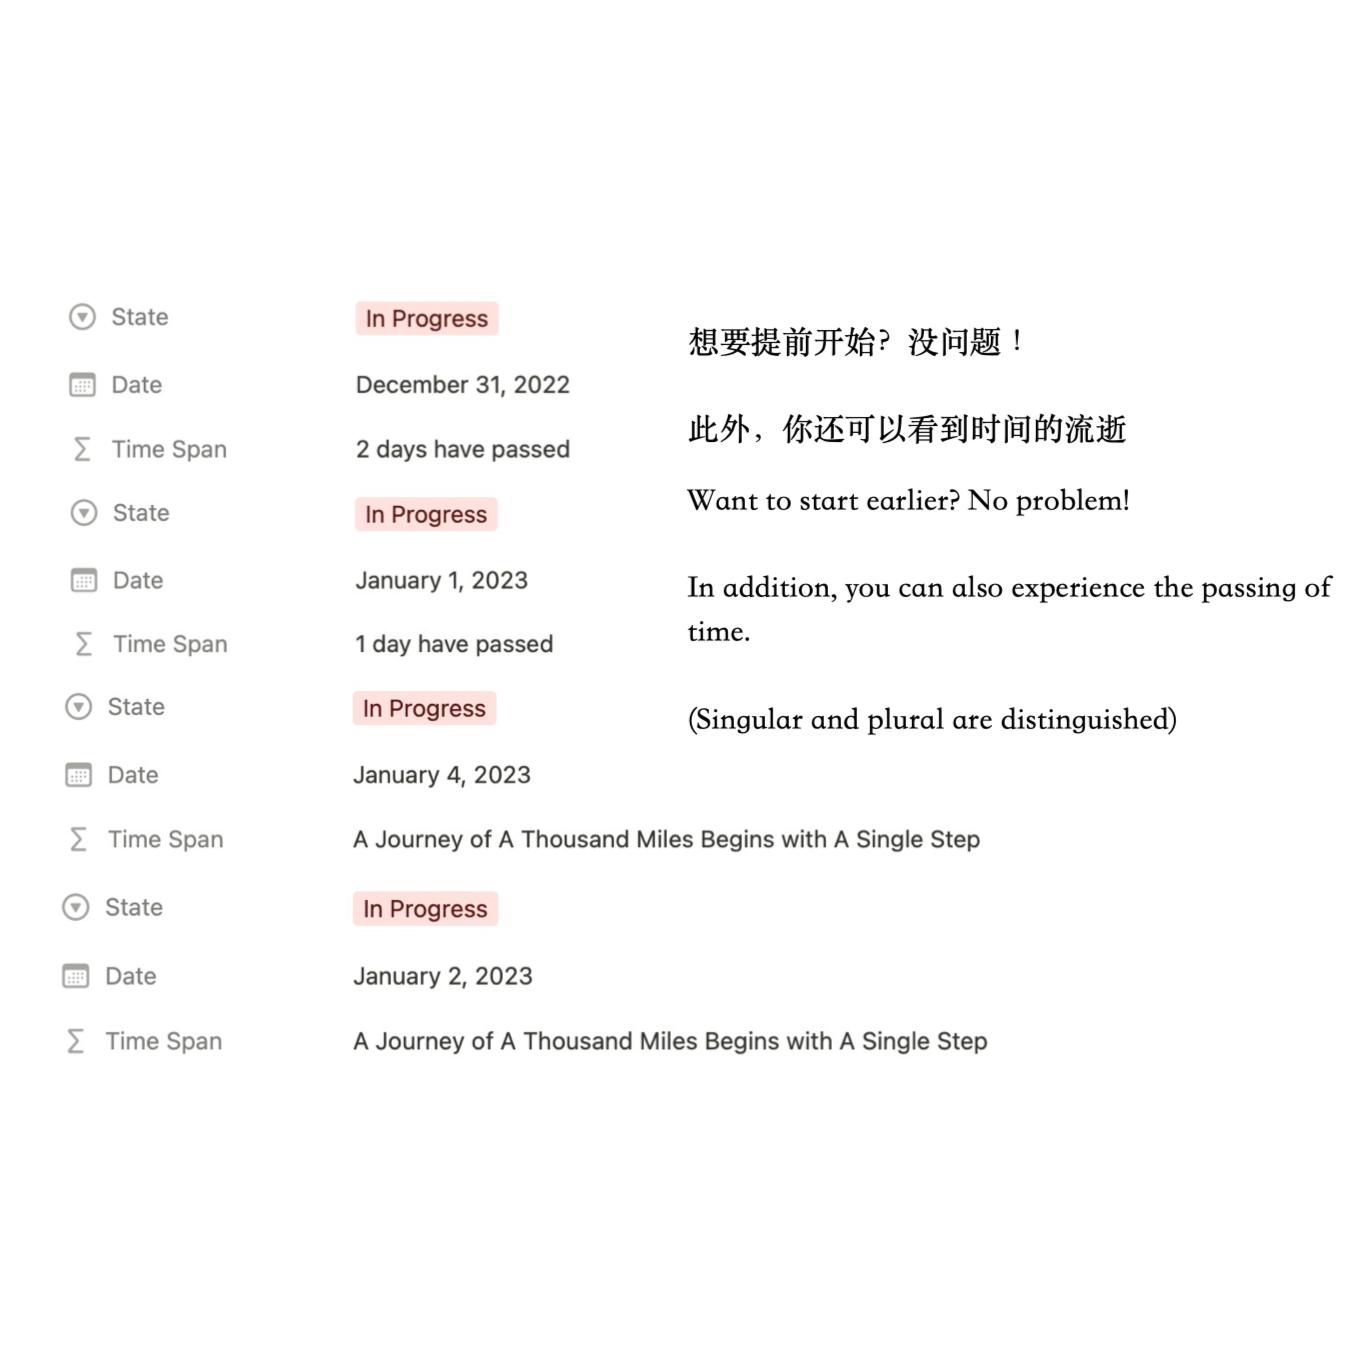 State In Progress
Date December 31, 2022
Time Span 2 days have passed
State In Progress
Date January 1, 2023
Time Span 1 day have passed
State In Progress
Date January 4, 2023
Time Span A Journey of A Thousand Miles Begins with A Single Step
State In Progress
Date January 2, 2023
Time Span A Journey of A Thousand Miles Begins with A Single Step
想要提前开始？没问题！
此外，你还可以看到时间的流逝
Want to start earlier? No problem!
In addition, you can also experience the passing of
time.
(Singular and plural are distinguished)